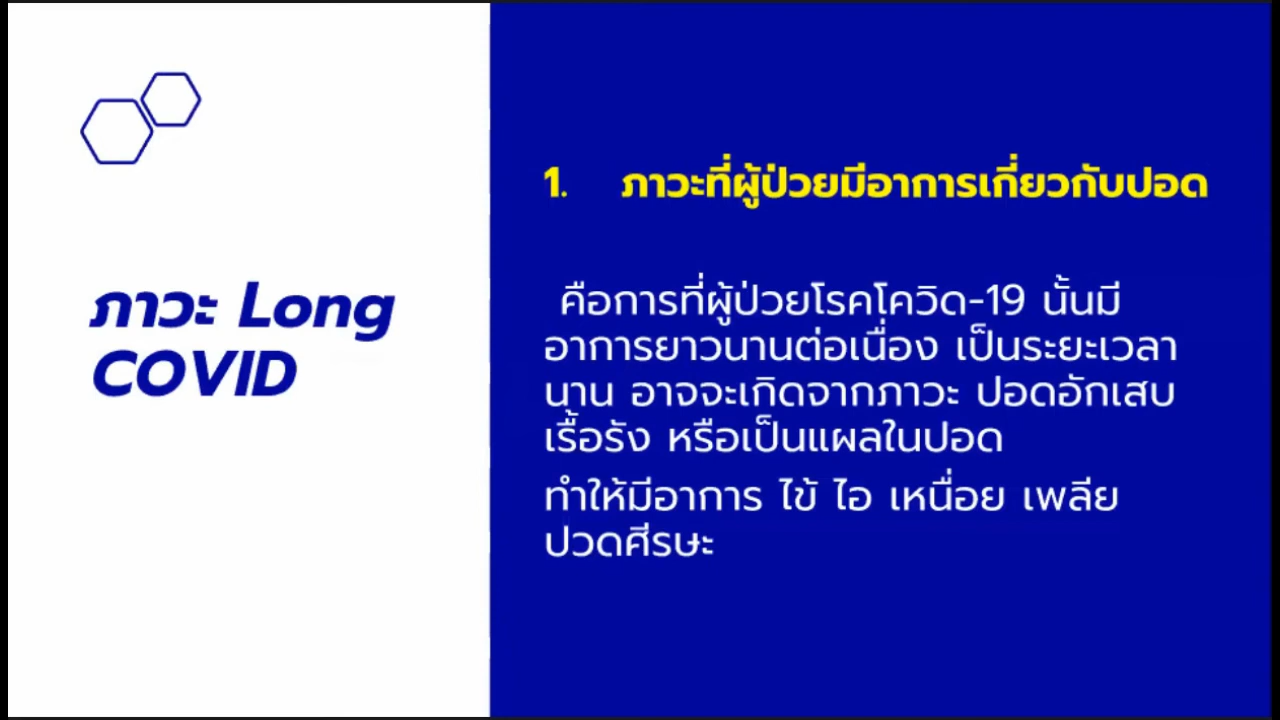 ภาวะ Long
COVID
1. ภาวะที่ผู้ป่วยมีอาการเกี่ยวกับปอด
คือการที่ผู้ป่วยโรคโควิด-19 นั้นมี
อาการยาวนานต่อเนื่อง เป็นระยะเวลา
นาน อาจจะเกิดจากภาวะ ปอดอักเสบ
เรื้อรัง หรือเป็นแผลในปอด
ทำให้มีอาการ ไข้ ไอ เหนื่อย เพลีย
ปวดศีรษะ